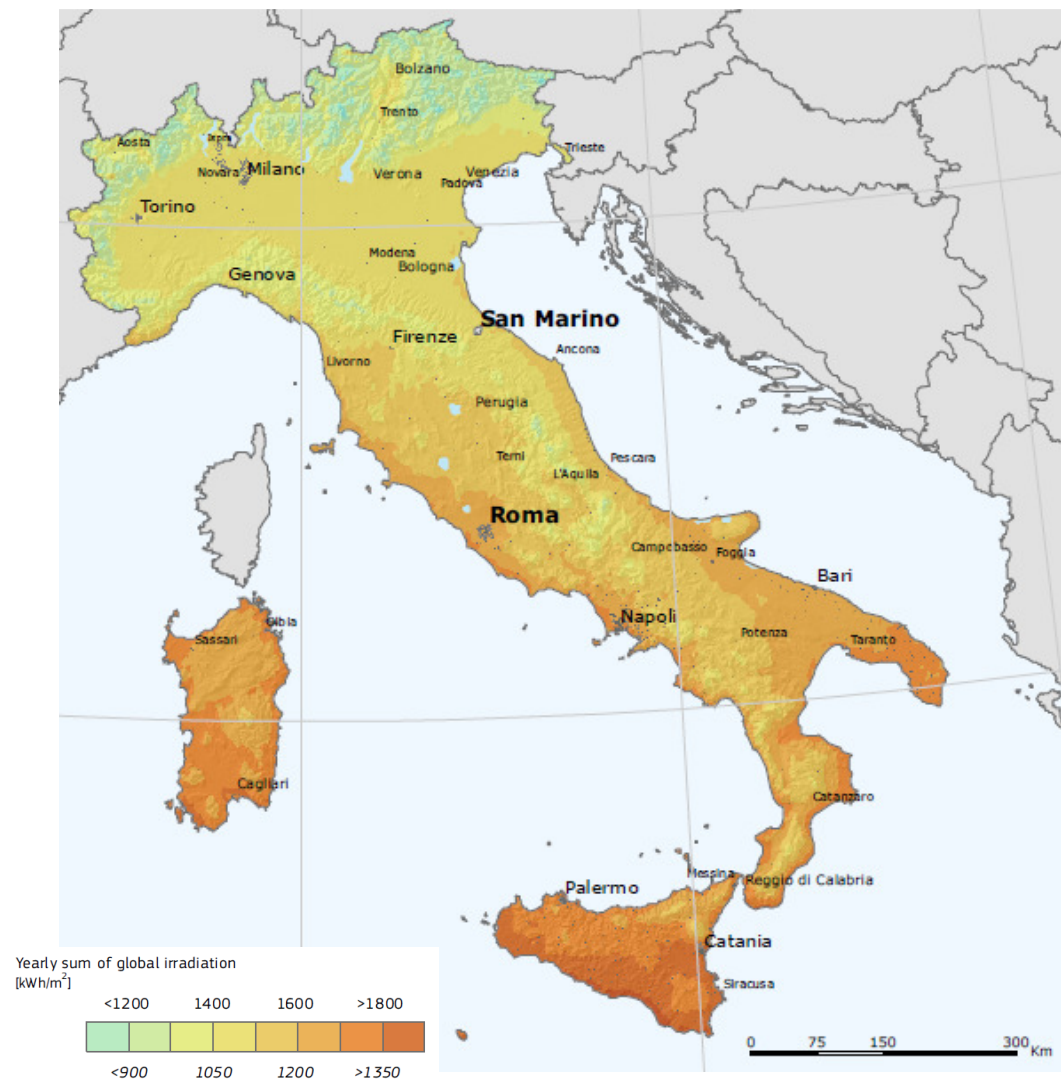 Bolzano
Trento
Aosta
Ispra
Trieste
Novara
Milano
Verona
Venezia
Padova
Torino
Modena
Bologna
Genova
San Marino
Firenze
Ancona
Livorno
Perugia
Terni
Pescara
L'Aquila
Roma
Campobasso
Foggia
Bari
Napoli
Olbia
Sassari
Potenza
Taranto
Cagliari
Catanzaro
Messina
Reggio di Calabria
Palermo
Catania
Siracusa
Yearly sum of global irradiation
[kWh/m²]
<1200 1400 1600 >1800
<900 1050 1200 >1350
0 75 150 300 Km